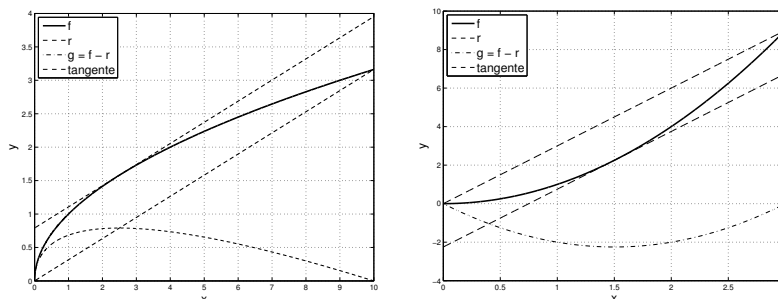 4
3.5
3
2.5
2
1.5
1
0.5
0
y
f
r
g = f − r
tangente
0 1 2 3 4 5 6 7 8 9 10
x
10
8
6
4
2
0
−2
−4
y
f
r
g = f − r
tangente
0 0.5 1 1.5 2 2.5
x